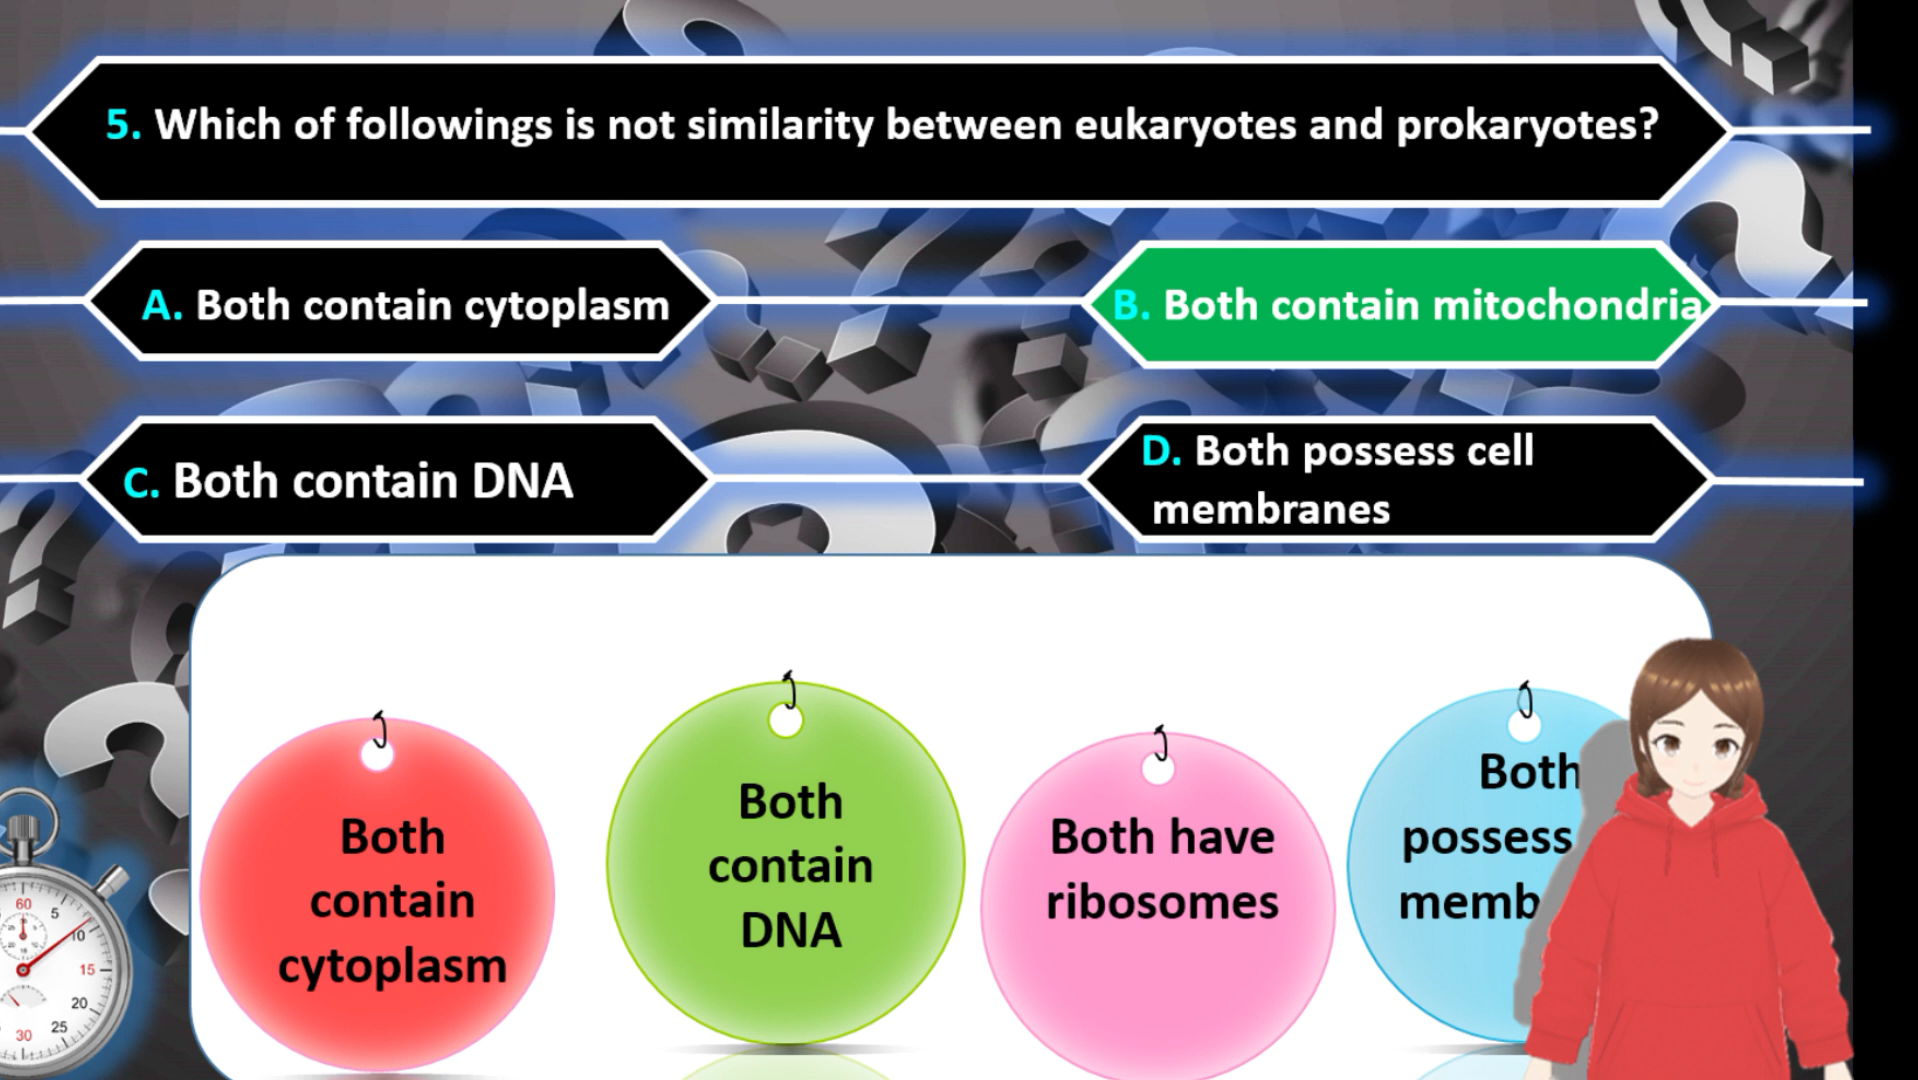 5. Which of followings is not similarity between eukaryotes and prokaryotes?
A. Both contain cytoplasm
B. Both contain mitochondria
C. Both contain DNA
D. Both possess cell
membranes
Both
contain
cytoplasm
Both
contain
DNA
Both have
ribosomes
Both
possess
60
5
10
15
20
25
30